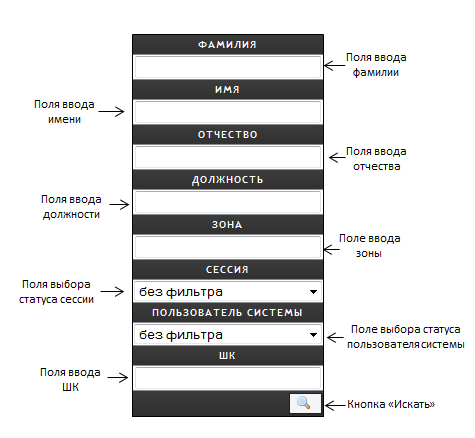 ФАМИЛИЯ
Поля ввода
фамилии
ИМЯ
Поля ввода
имени
ОТЧЕСТВО
Поля ввода
отчества
ДОЛЖНОСТЬ
Поля ввода
должности
ЗОНА
Поле ввода
зоны
СЕССИЯ
Поля выбора
статуса сессии
без фильтра
ПОЛЬЗОВАТЕЛЬ СИСТЕМЫ
без фильтра
Поле выбора статуса
пользователя системы
ШК
Поля ввода
ШК
Кнопка «Искать»